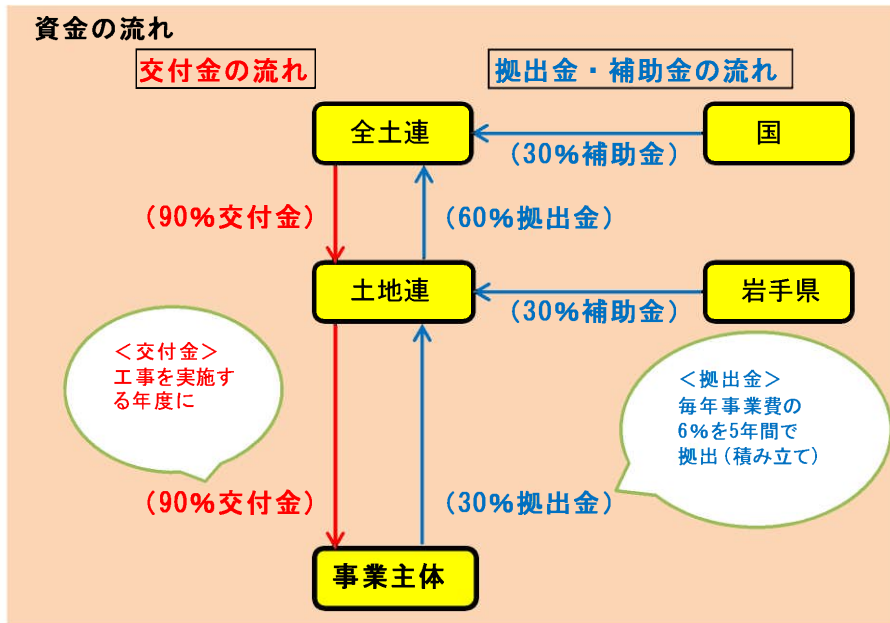 資金の流れ
交付金の流れ
拠出金・補助金の流れ
全土連
国
(30%補助金)
(90%交付金)
(60%拠出金)
土地連
岩手県
(30%補助金)
<交付金>
工事を実施す
る年度に
<拠出金>
毎年事業費の
6%を5年間で
拠出(積み立て)
(90%交付金)
(30%拠出金)
事業主体